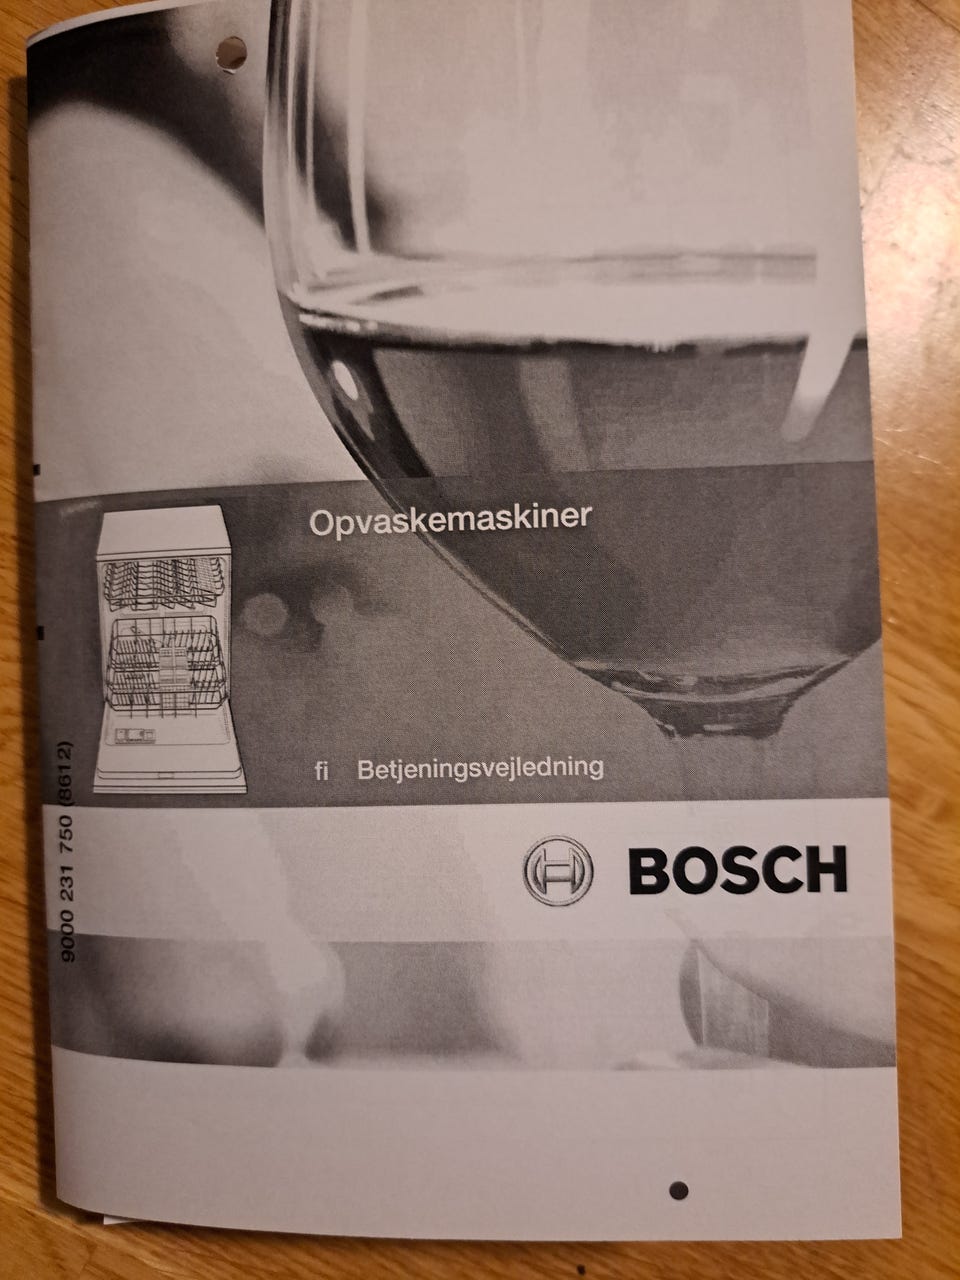 Opvaskemaskiner
fi Betjeningsvejledning
BOSCH
9000 231 750 (8612)